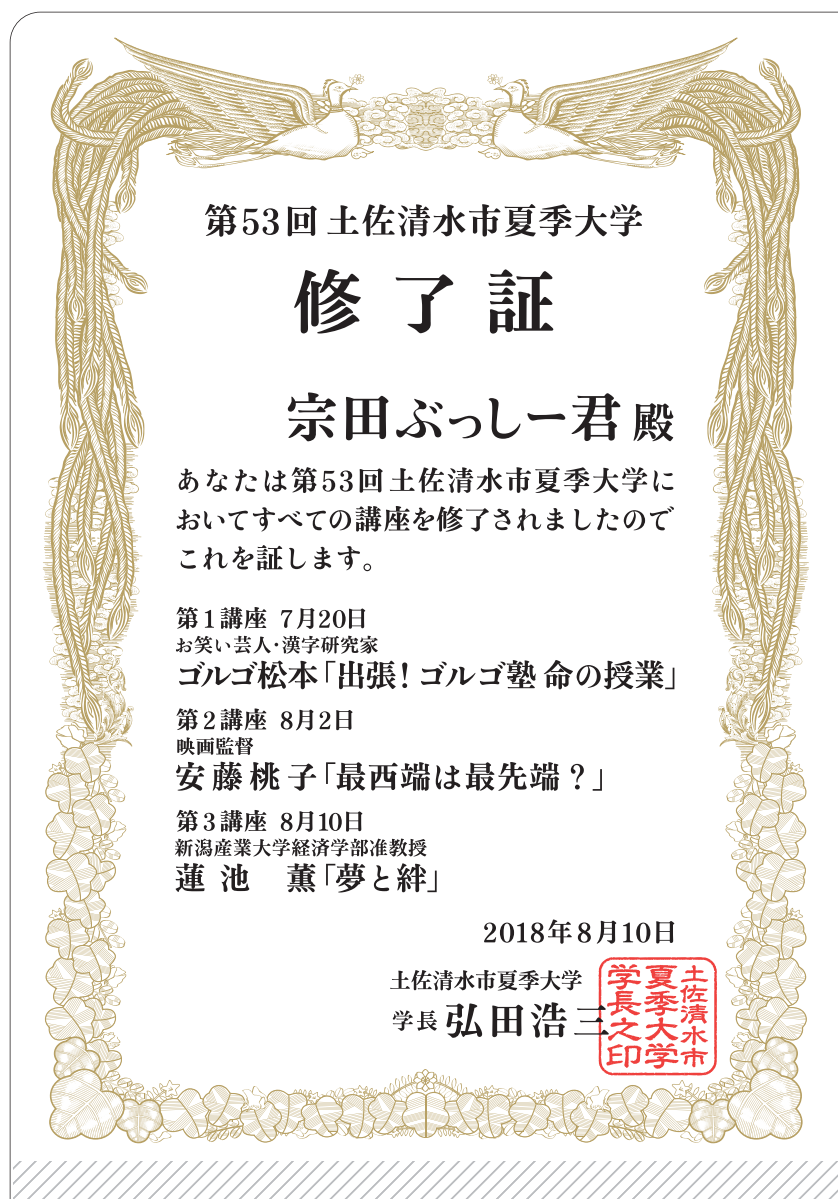 第53回 土佐清水市夏季大学
修了証
宗田ぶっしー君 殿
あなたは第53回土佐清水市夏季大学に
おいてすべての講座を修了されましたので
これを証します。
第1講座 7月20日
お笑い芸人・漢字研究家
ゴルゴ松本「出張！ゴルゴ塾 命の授業」
第2講座 8月2日
映画監督
安藤桃子「最西端は最先端？」
第3講座 8月10日
新潟産業大学経済学部准教授
蓮池 薫「夢と絆」
2018年8月10日
土佐清水市夏季大学
学長 弘田浩三
土佐清水市
夏季大学
学長之印